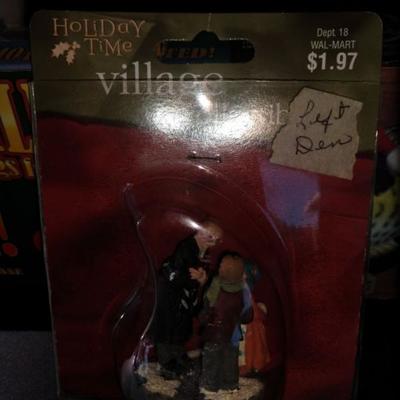 HOLiDAY
TiME
Dept. 18
WAL-MART
$1.97
village
Left
Den